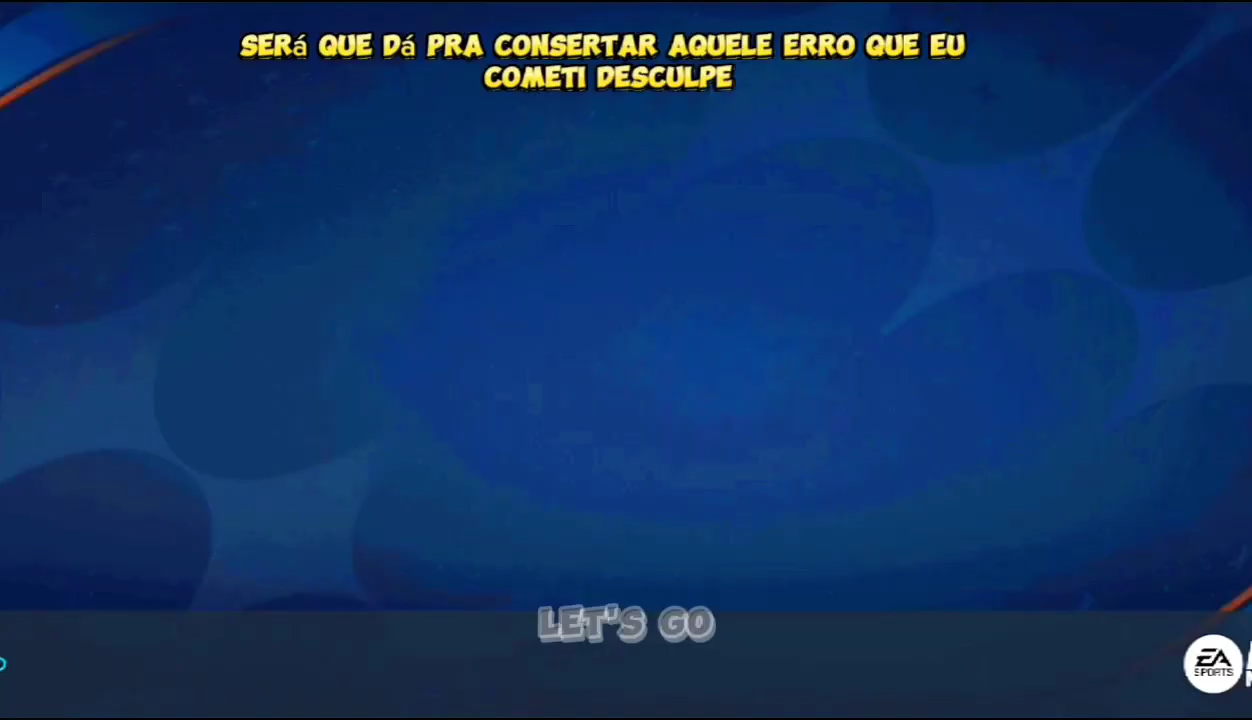 SERá QUE Dá PRA CONSERTAR AQUELE ERRO QUE EU
COMETI DESCULPE
LET'S GO
EA
SPORTS